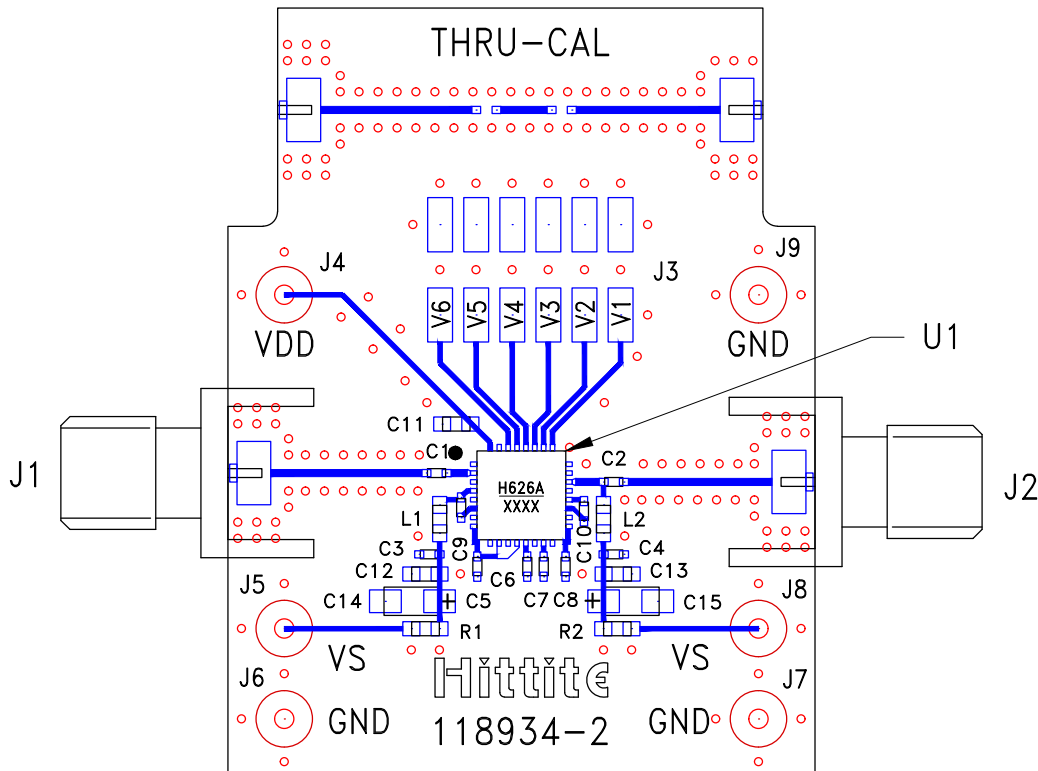 THRU-CAL
J4
J9
J3
VDD
V6 V5 V4 V3 V2 V1
GND
U1
C11
C1
C2
J1
H626A
XXXX
J2
L1
L2
C9
C10
C3
C4
C12
C6
C13
J5
C14
C5
C7
C8
C15
J8
R1
R2
VS
VS
J6
Hittite
J7
GND
118934-2
GND